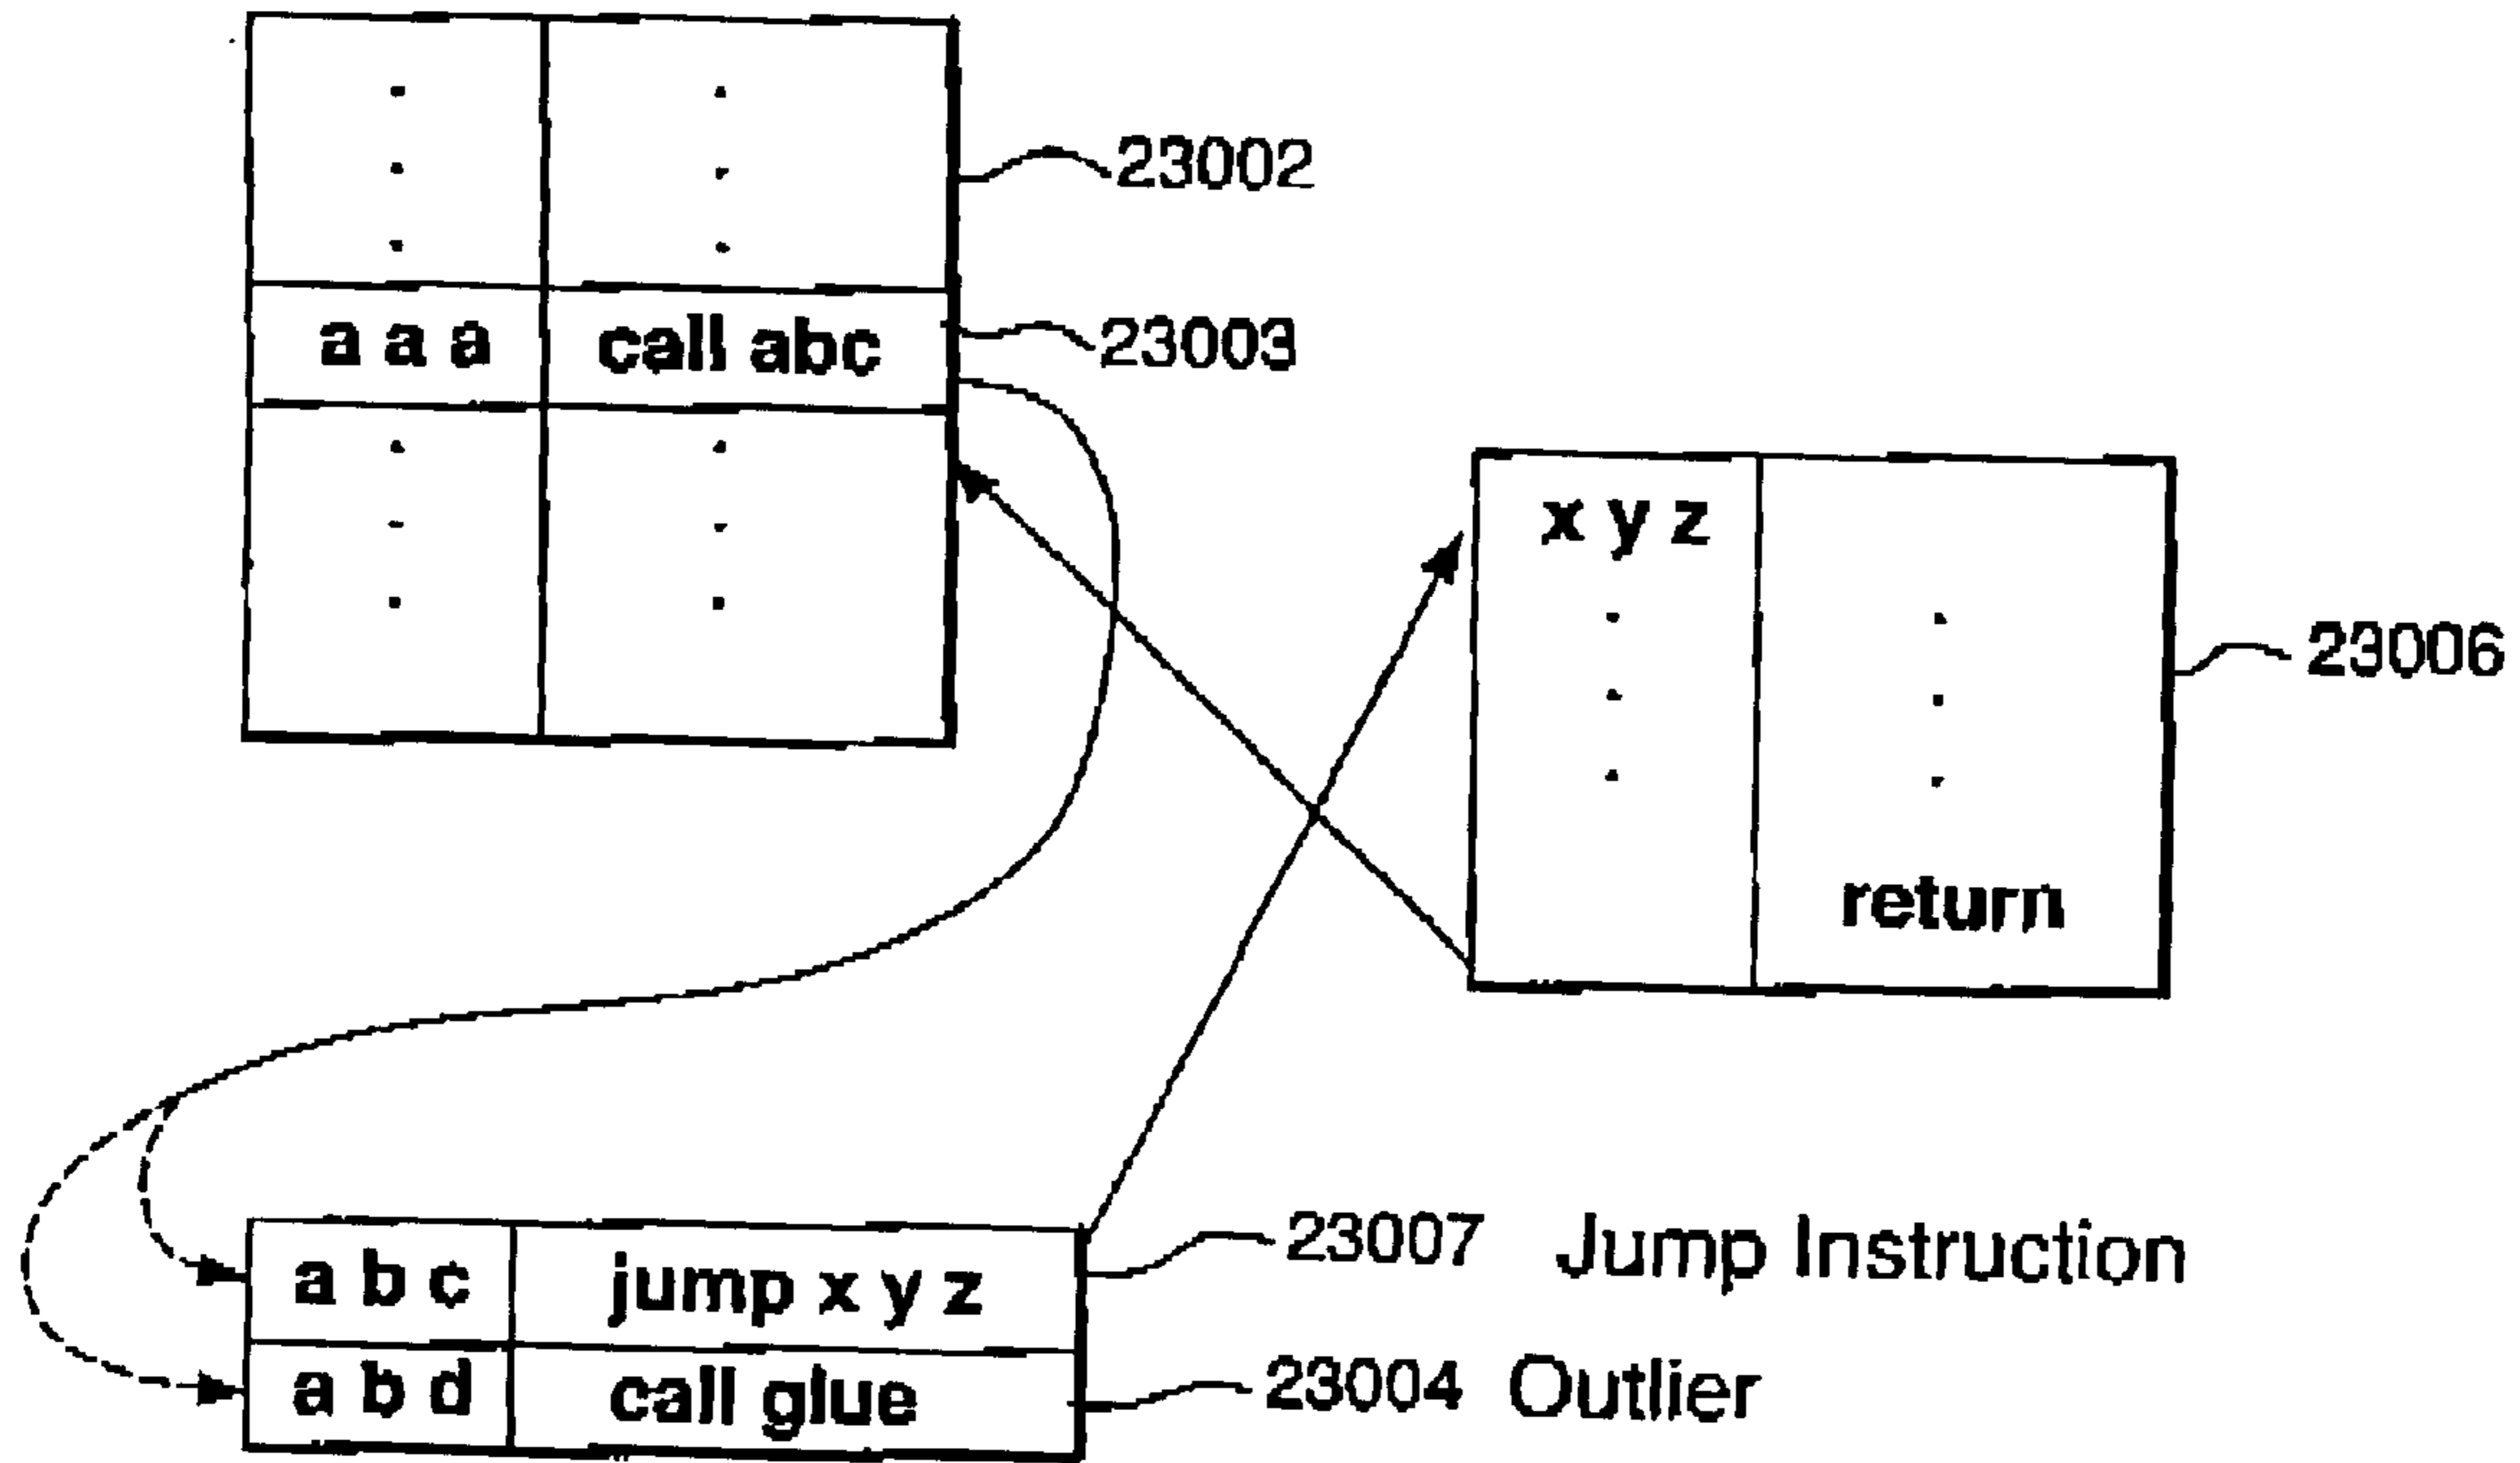 23002
a a a call abc 23003
x y z
23006
return
a b c jump x y z 23007 Jump Instruction
a b d call glue 23004 Outlier